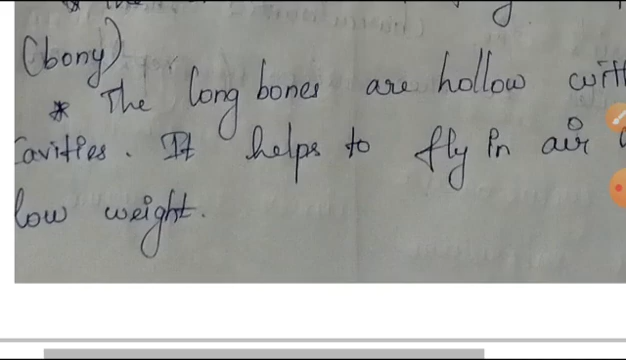 (bony)
* The long bones are hollow with
cavities. It helps to fly in air
low weight.